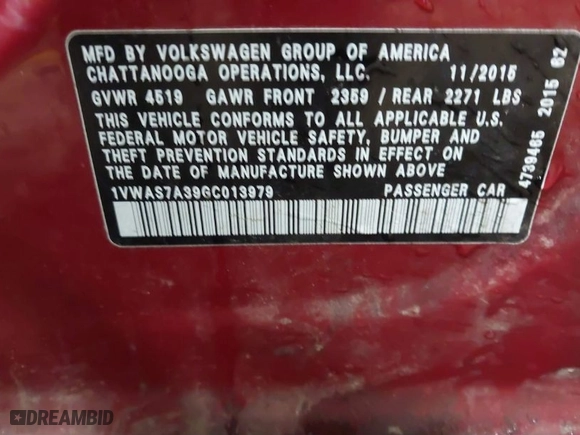 MFD BY VOLKSWAGEN GROUP OF AMERICA
CHATTANOOGA OPERATIONS, LLC. 11/2015
GVWR 4519 GAWR FRONT 2359 / REAR 2271 LBS
THIS VEHICLE CONFORMS TO ALL APPLICABLE U.S.
FEDERAL MOTOR VEHICLE SAFETY, BUMPER AND
THEFT PREVENTION STANDARDS IN EFFECT ON
THE DATE OF MANUFACTURE SHOWN ABOVE
1VWAS7A39GC013979 PASSENGER CAR
4739465 2015 62
DREAMBID